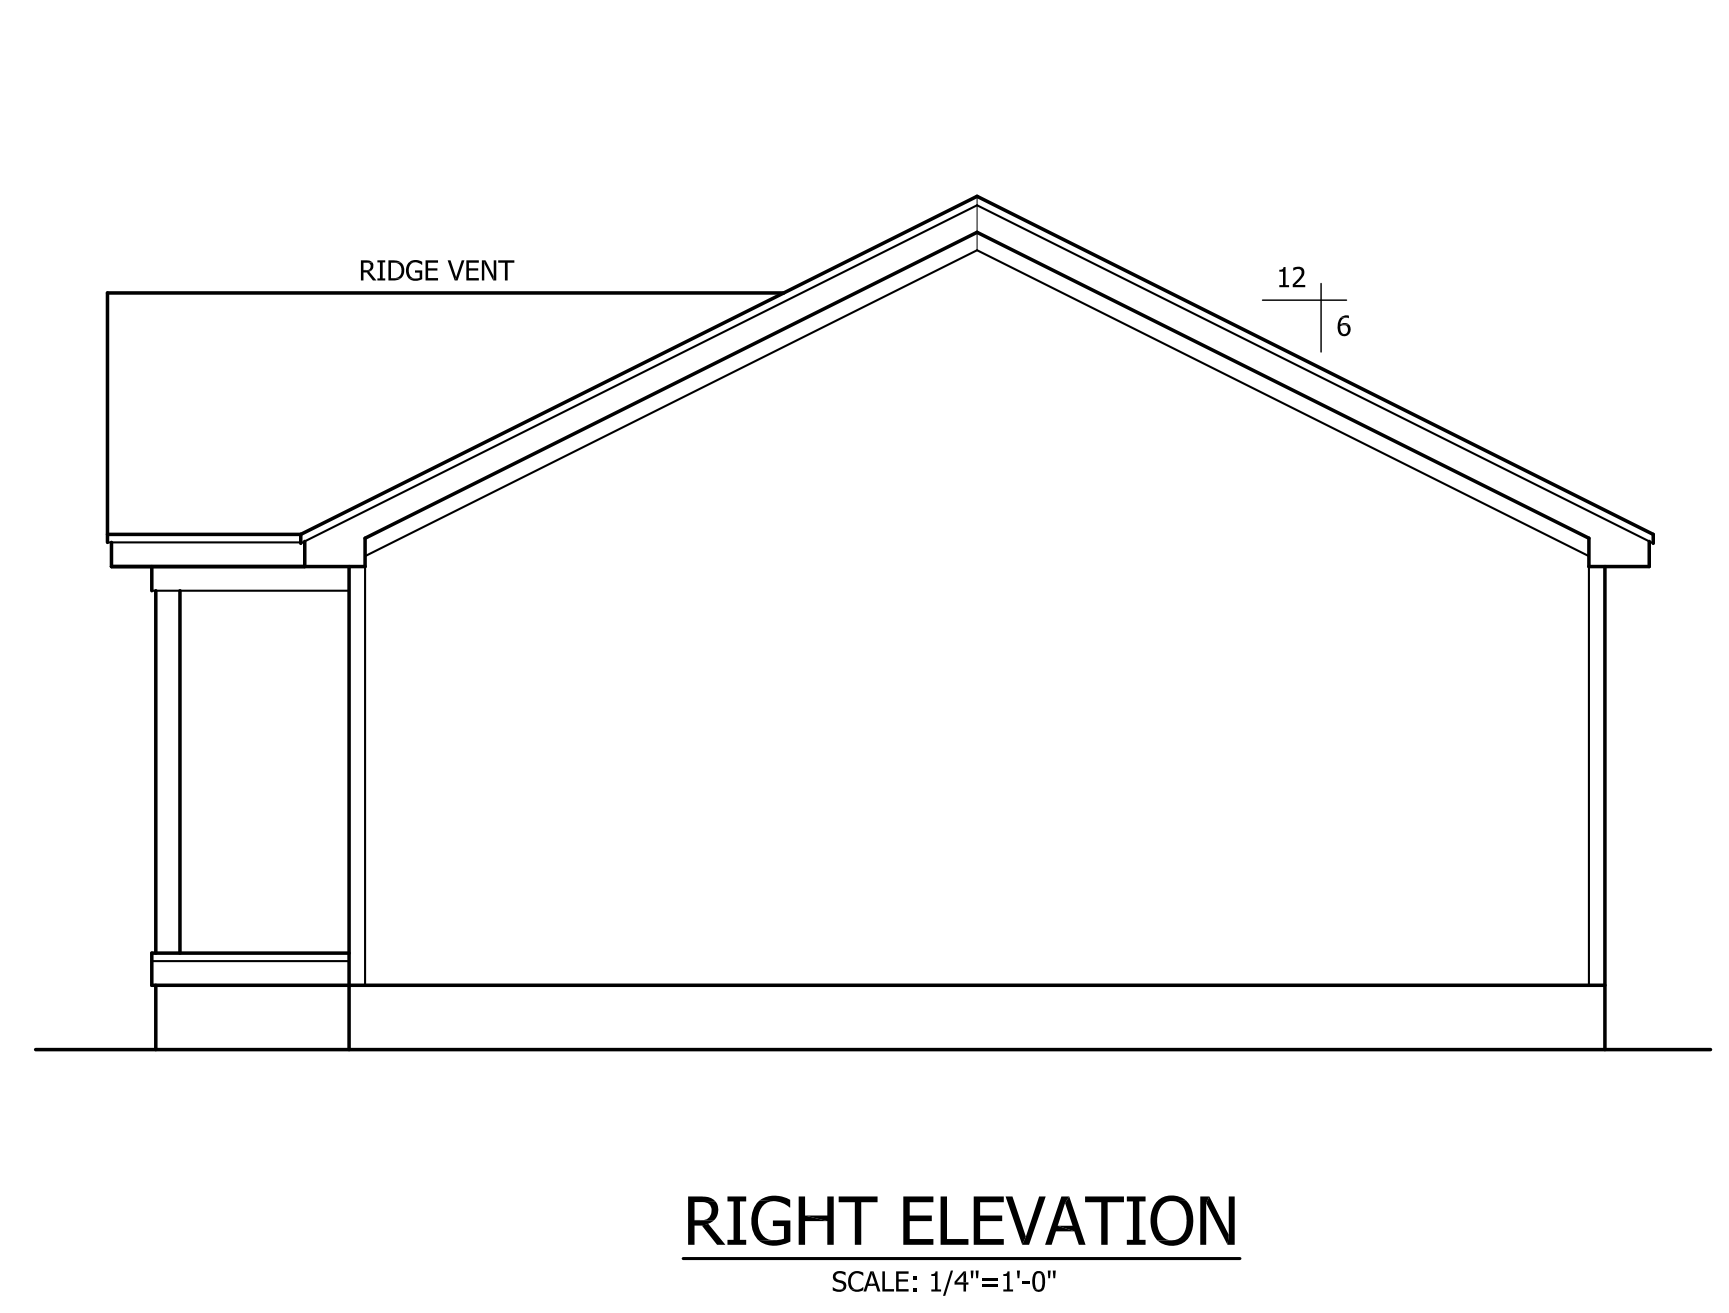 RIDGE VENT
12
6
RIGHT ELEVATION
SCALE: 1/4"=1'-0"